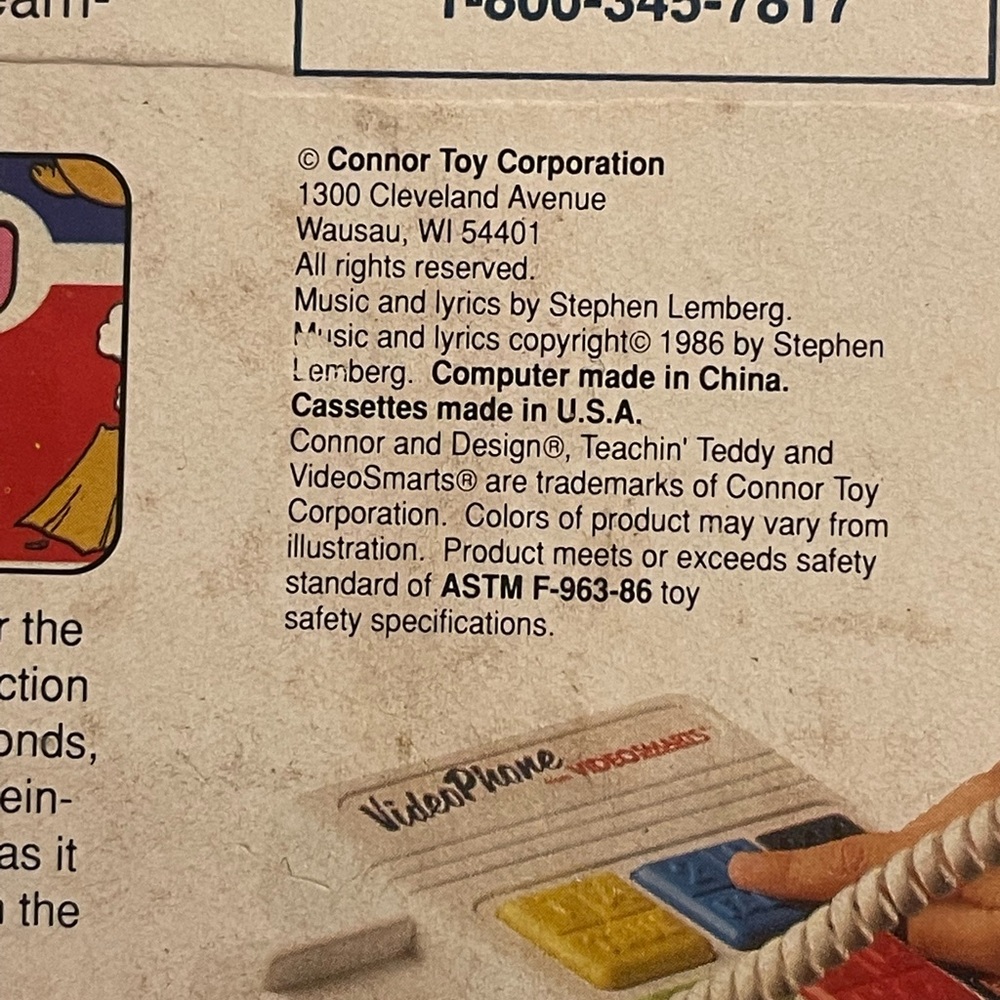 1-800-345-7817
© Connor Toy Corporation
1300 Cleveland Avenue
Wausau, WI 54401
All rights reserved.
Music and lyrics by Stephen Lemberg.
Music and lyrics copyright© 1986 by Stephen
Lemberg. Computer made in China.
Cassettes made in U.S.A.
Connor and Design®, Teachin' Teddy and
VideoSmarts® are trademarks of Connor Toy
Corporation. Colors of product may vary from
illustration. Product meets or exceeds safety
standard of ASTM F-963-86 toy
safety specifications.
r the
ction
onds,
ein-
as it
the
VideoPhone from VIDEOSMARTS™